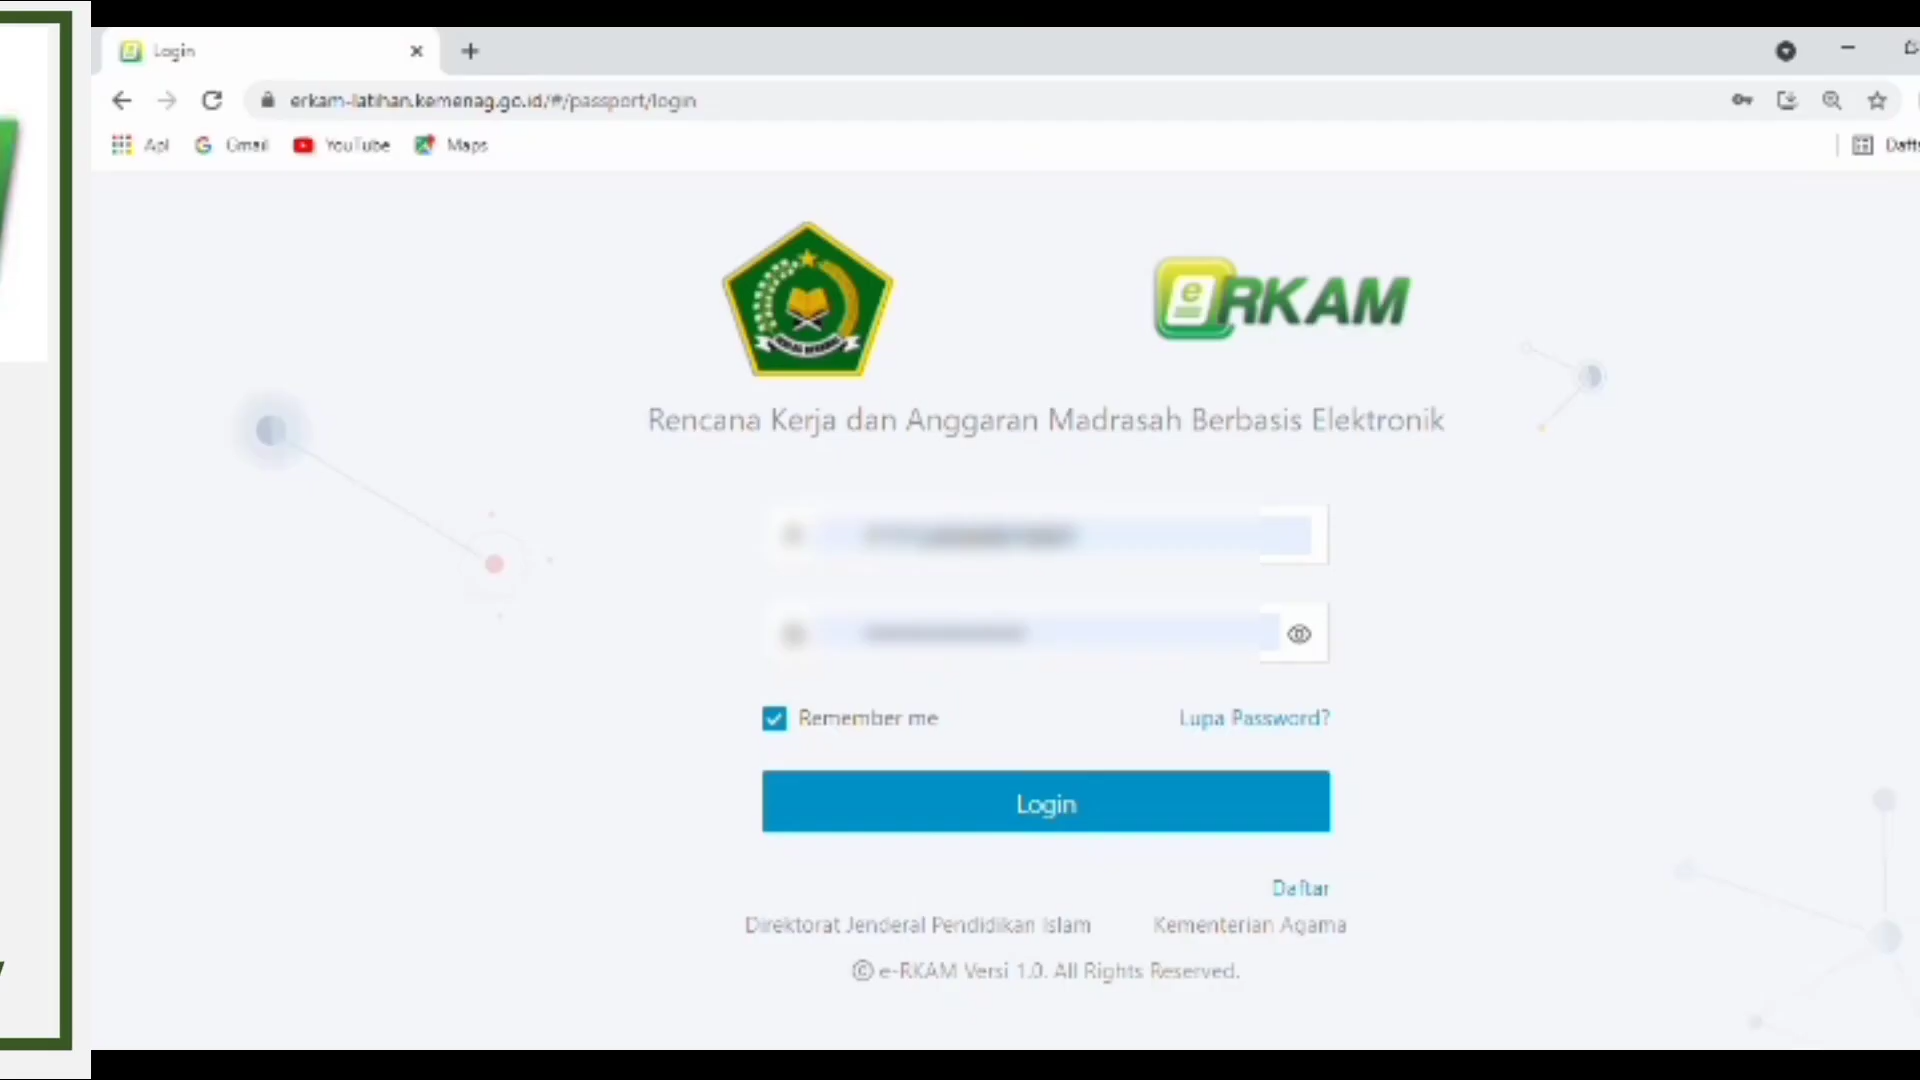 Login
erkam-latihan.kemenag.go.id/#/passport/login
Apl Gmail YouTube Maps
e RKAM
Rencana Kerja dan Anggaran Madrasah Berbasis Elektronik
Remember me Lupa Password?
Login
Daftar
Direktorat Jenderal Pendidikan Islam Kementerian Agama
© e-RKAM Versi 1.0. All Rights Reserved.